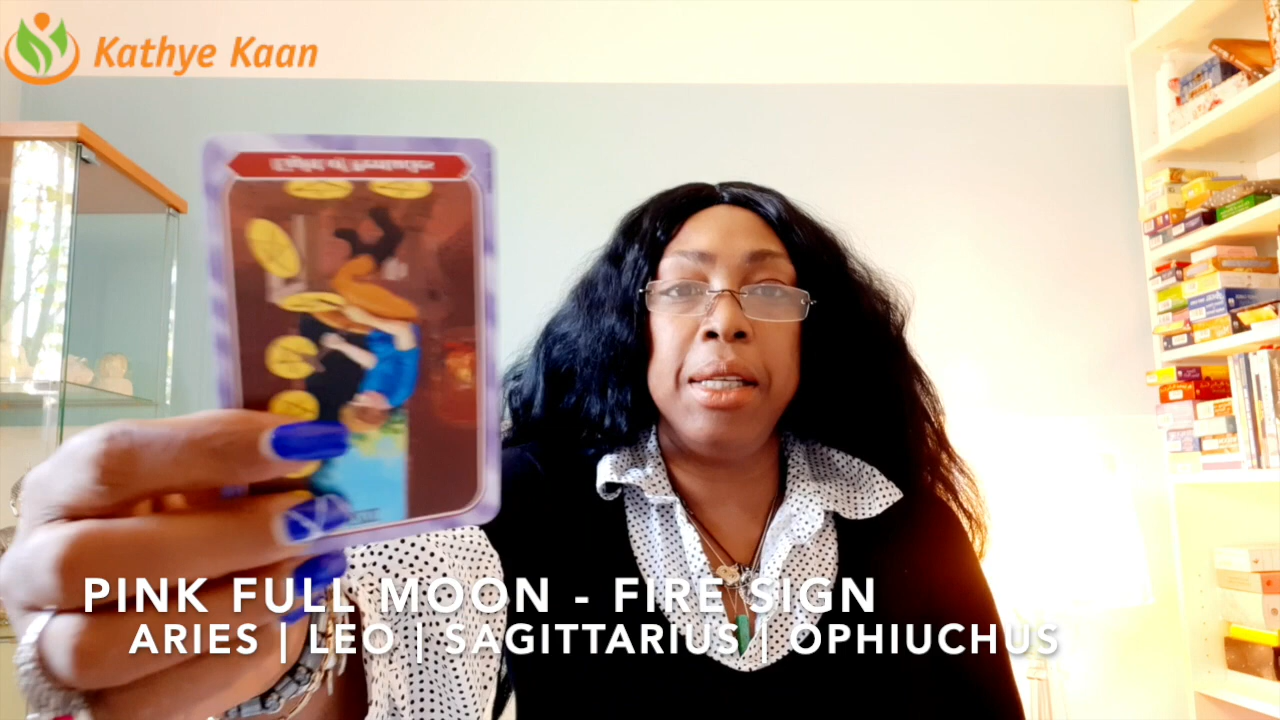 Kathye Kaan
PINK FULL MOON - FIRE SIGN
ARIES | LEO | SAGITTARIUS | OPHIUCHUS